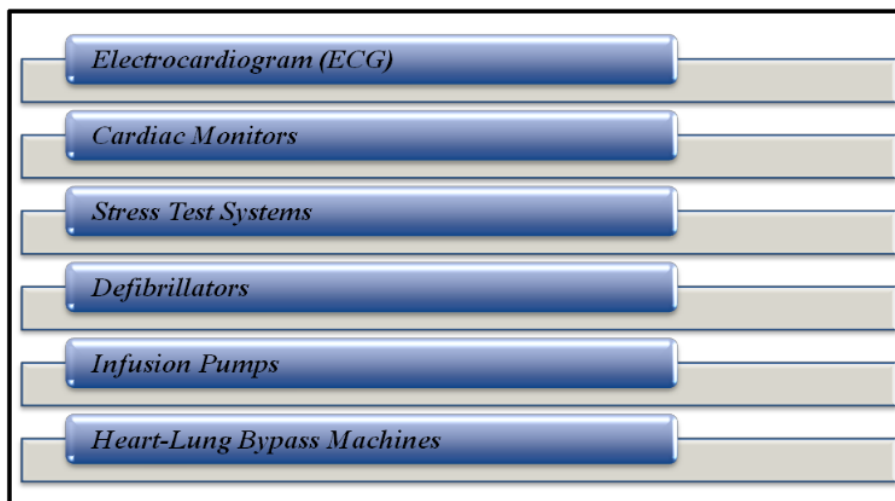 Electrocardiogram (ECG)
Cardiac Monitors
Stress Test Systems
Defibrillators
Infusion Pumps
Heart-Lung Bypass Machines